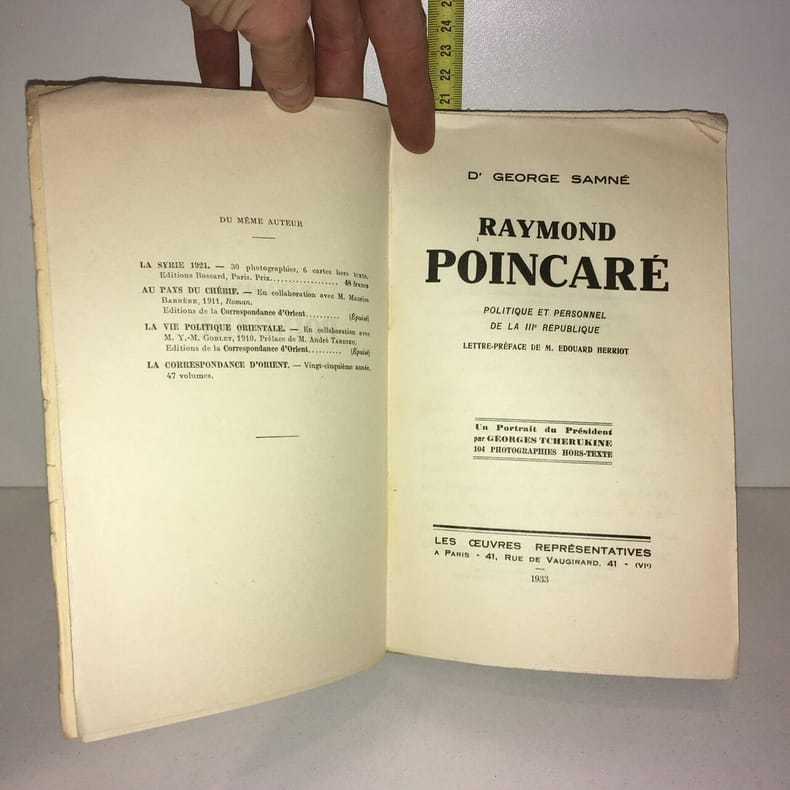 DU MÊME AUTEUR
LA SYRIE 1921. — 30 photographies, 6 cartes hors texte,
Editions Bossard, Paris. Prix.................. 48 francs
AU PAYS DU CHÉRIF. — En collaboration avec M. Maurice
BARRÈRE, 1911, Roman.
Editions de la Correspondance d'Orient......... (Épuisé)
LA VIE POLITIQUE ORIENTALE. — En collaboration avec
M. Y.-M. GOBLET, 1910. Préface de M. André TARDIEU.
Editions de la Correspondance d'Orient......... (Épuisé)
LA CORRESPONDANCE D'ORIENT. — Vingt-cinquième année.
47 volumes.
Dr GEORGE SAMNÉ
RAYMOND
POINCARÉ
POLITIQUE ET PERSONNEL
DE LA IIIe RÉPUBLIQUE
LETTRE-PRÉFACE DE M. EDOUARD HERRIOT
Un Portrait du Président
par GEORGES TCHERUKINE
104 PHOTOGRAPHIES HORS-TEXTE
LES ŒUVRES REPRÉSENTATIVES
A PARIS - 41, RUE DE VAUGIRARD, 41 - (VIe)
1933
21 22 23 24